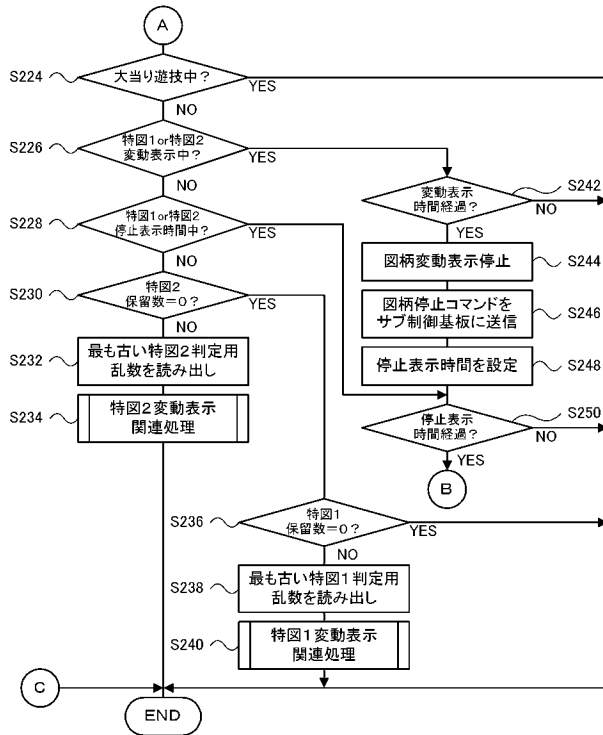 A
S224
大当り遊技中?
YES
NO
S226
特図1or特図2
変動表示中?
YES
NO
S242
変動表示
時間経過?
NO
YES
S228
特図1or特図2
停止表示時間中?
YES
NO
S244
図柄変動表示停止
S230
特図2
保留数=0?
YES
NO
S246
図柄停止コマンドを
サブ制御基板に送信
S232
最も古い特図2判定用
乱数を読み出し
S248
停止表示時間を設定
S234
特図2変動表示
関連処理
S250
停止表示
時間経過?
NO
YES
B
S236
特図1
保留数=0?
YES
NO
S238
最も古い特図1判定用
乱数を読み出し
S240
特図1変動表示
関連処理
C
END